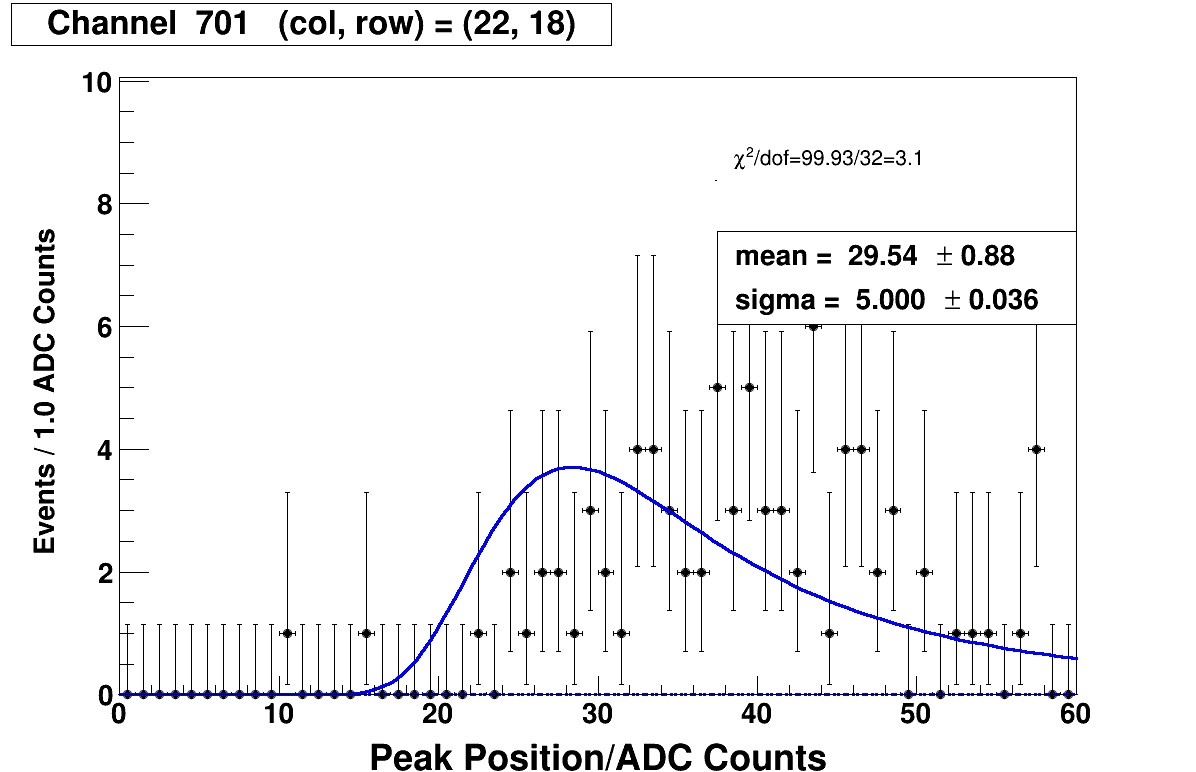 Channel 701 (col, row) = (22, 18)
10
χ²/dof=99.93/32=3.1
8
mean = 29.54 ± 0.88
sigma = 5.000 ± 0.036
6
4
2
0
Events / 1.0 ADC Counts
0 10 20 30 40 50 60
Peak Position/ADC Counts